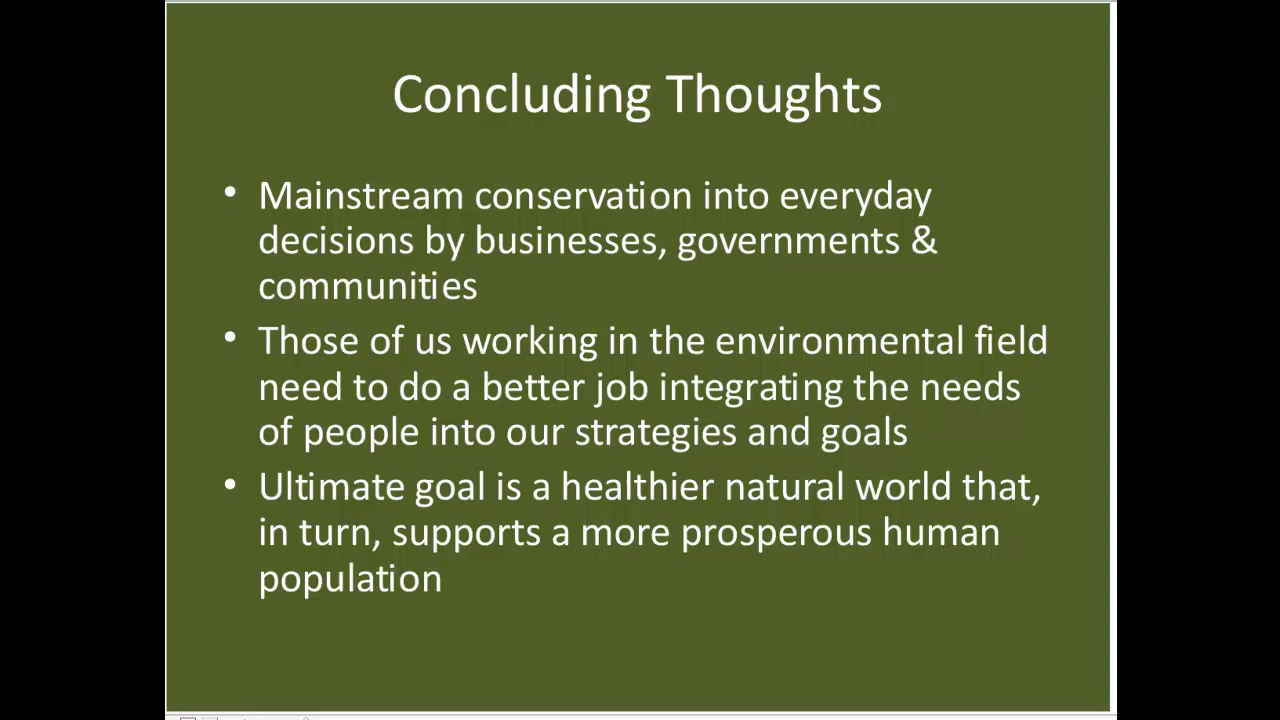 Concluding Thoughts
• Mainstream conservation into everyday
decisions by businesses, governments &
communities
• Those of us working in the environmental field
need to do a better job integrating the needs
of people into our strategies and goals
• Ultimate goal is a healthier natural world that,
in turn, supports a more prosperous human
population